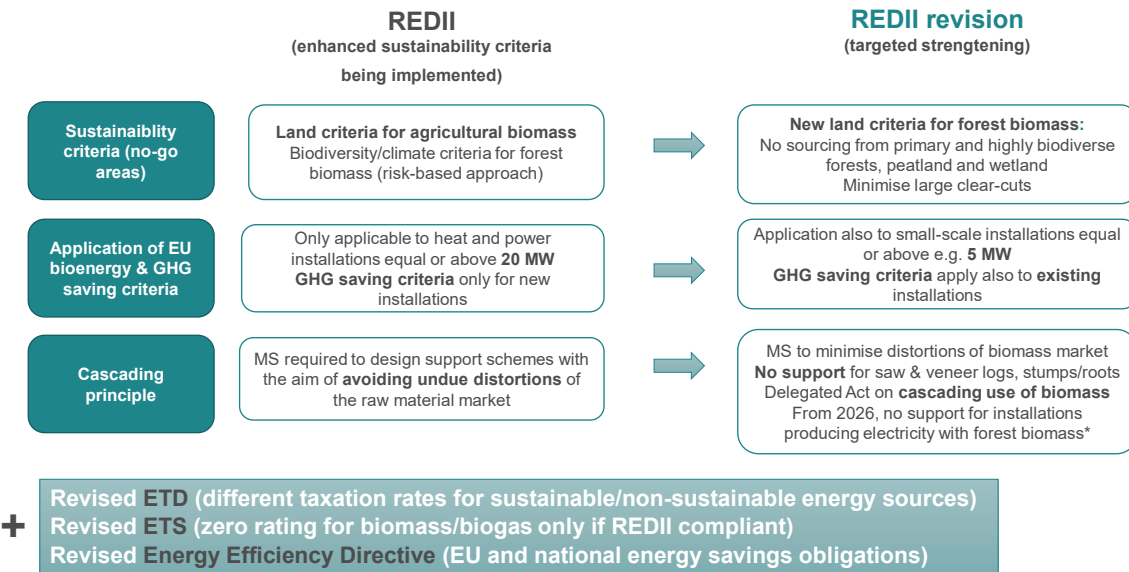 REDII
(enhanced sustainability criteria
being implemented)
REDII revision
(targeted strengtening)
Sustainaiblity
criteria (no-go
areas)
Land criteria for agricultural biomass
Biodiversity/climate criteria for forest
biomass (risk-based approach)
New land criteria for forest biomass:
No sourcing from primary and highly biodiverse
forests, peatland and wetland
Minimise large clear-cuts
Application of EU
bioenergy & GHG
saving criteria
Only applicable to heat and power
installations equal or above 20 MW
GHG saving criteria only for new
installations
Application also to small-scale installations equal
or above e.g. 5 MW
GHG saving criteria apply also to existing
installations
Cascading
principle
MS required to design support schemes with
the aim of avoiding undue distortions of
the raw material market
MS to minimise distortions of biomass market
No support for saw & veneer logs, stumps/roots
Delegated Act on cascading use of biomass
From 2026, no support for installations
producing electricity with forest biomass*
+
Revised ETD (different taxation rates for sustainable/non-sustainable energy sources)
Revised ETS (zero rating for biomass/biogas only if REDII compliant)
Revised Energy Efficiency Directive (EU and national energy savings obligations)